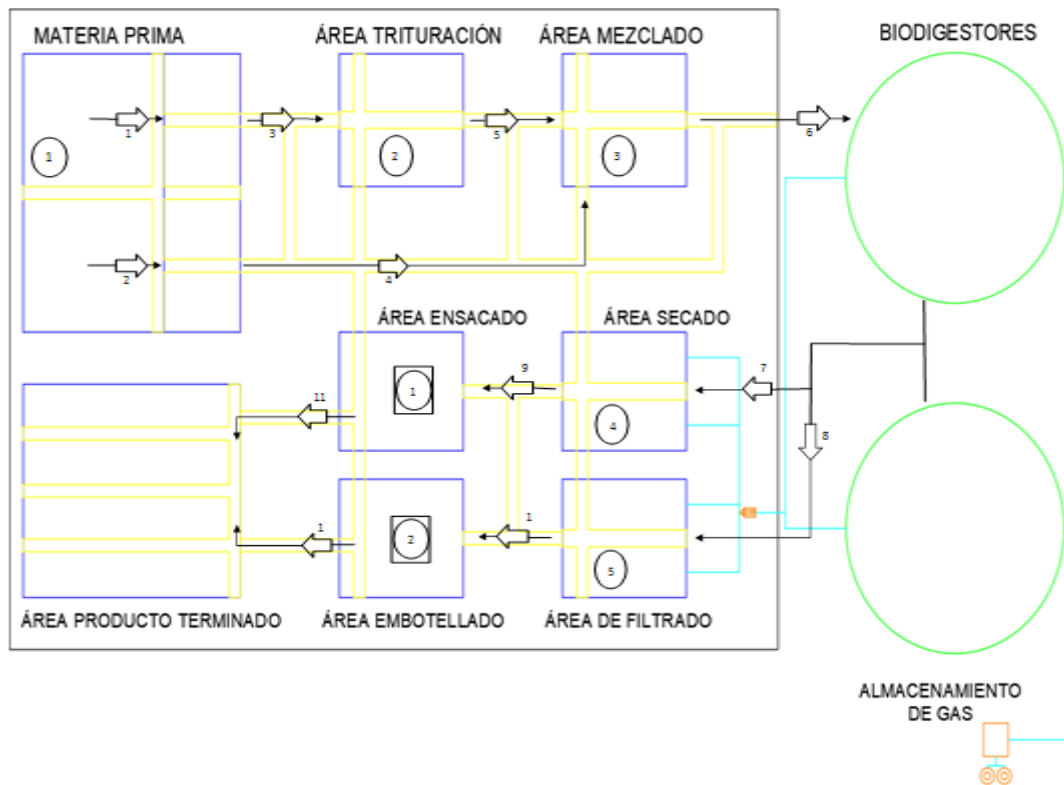 MATERIA PRIMA
ÁREA TRITURACIÓN
ÁREA MEZCLADO
BIODIGESTORES
1
3
5
6
1
2
3
2
4
ÁREA ENSACADO
ÁREA SECADO
9
7
11
1
4
8
1
1
2
5
ÁREA PRODUCTO TERMINADO
ÁREA EMBOTELLADO
ÁREA DE FILTRADO
ALMACENAMIENTO
DE GAS